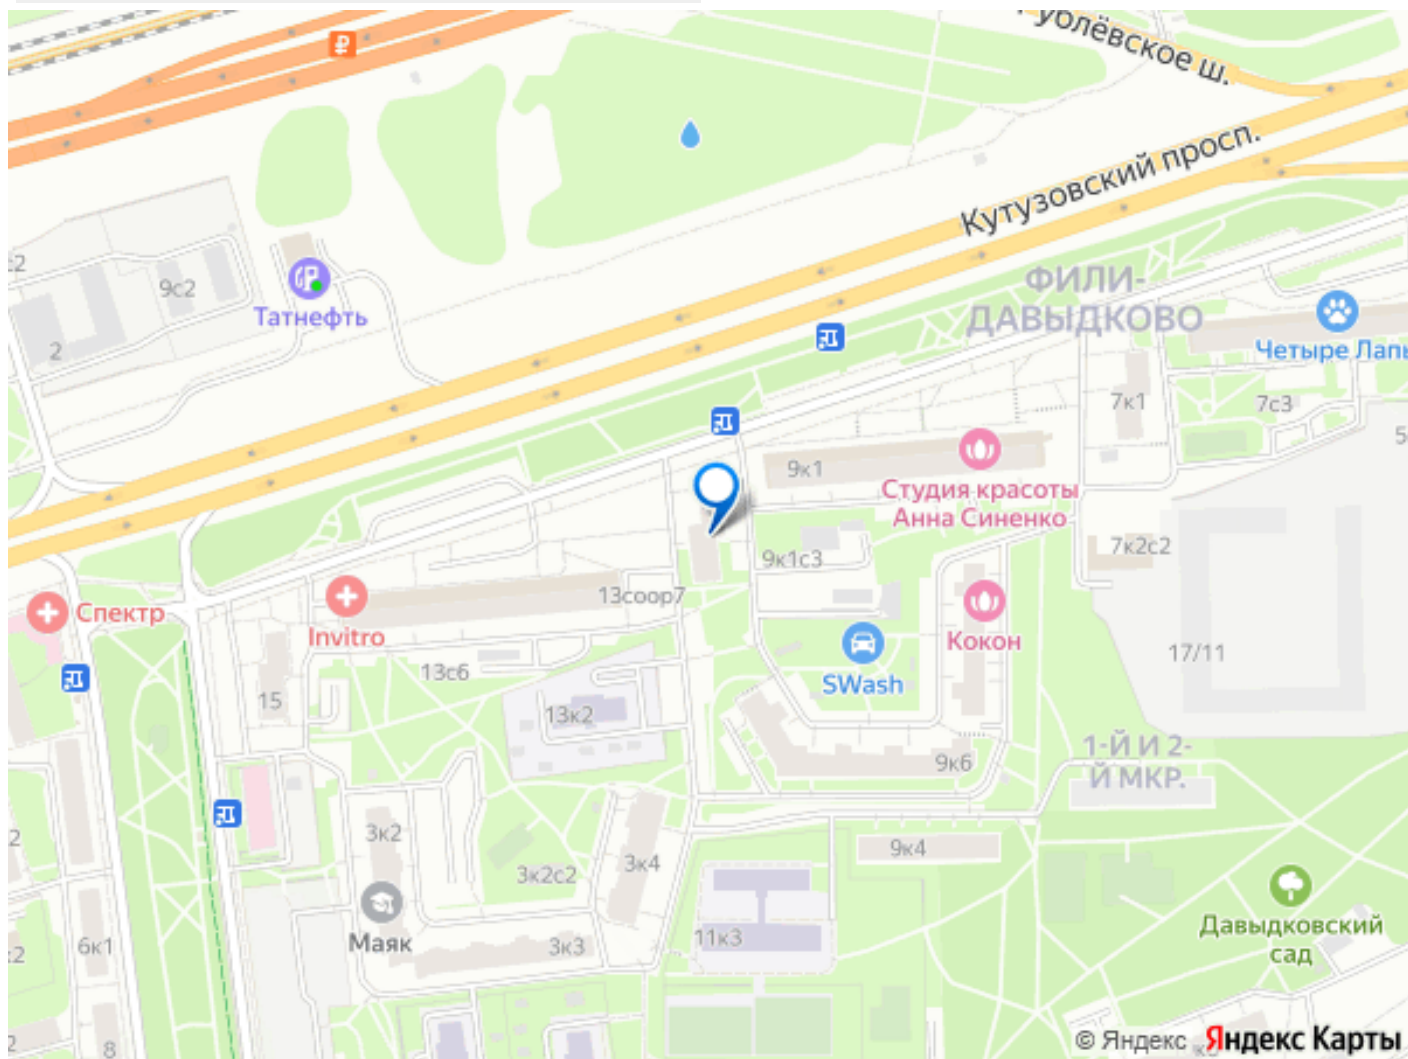 Рублёвское ш.
Кутузовский просп.
9с2
2
Татнефть
ФИЛИ-
ДАВЫДКОВО
Четыре Лапы
7к1
7с3
9к1
Студия красоты
Анна Синенко
7к2с2
9к1с3
13соор7
Спектр
Invitro
Кокон
17/11
13с6
SWash
15
13к2
9к6
1-Й И 2-
Й МКР.
3к2
9к4
3к4
3к2с2
Давыдковский
сад
Маяк
11к3
6к1
3к3
8
© Яндекс Яндекс Карты